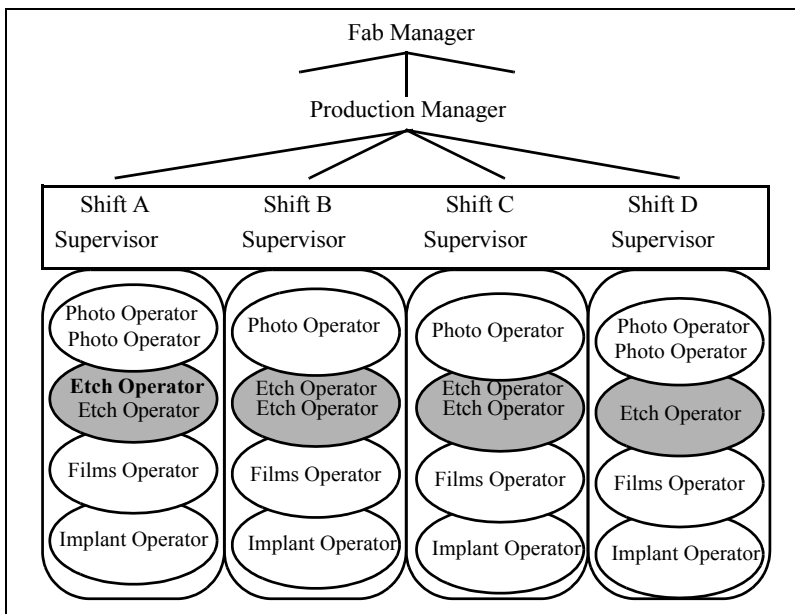 Fab Manager
Production Manager
Shift A
Supervisor
Shift B
Supervisor
Shift C
Supervisor
Shift D
Supervisor
Photo Operator
Photo Operator
Etch Operator
Etch Operator
Films Operator
Implant Operator
Photo Operator
Etch Operator
Etch Operator
Films Operator
Implant Operator
Photo Operator
Etch Operator
Etch Operator
Films Operator
Implant Operator
Photo Operator
Photo Operator
Etch Operator
Films Operator
Implant Operator